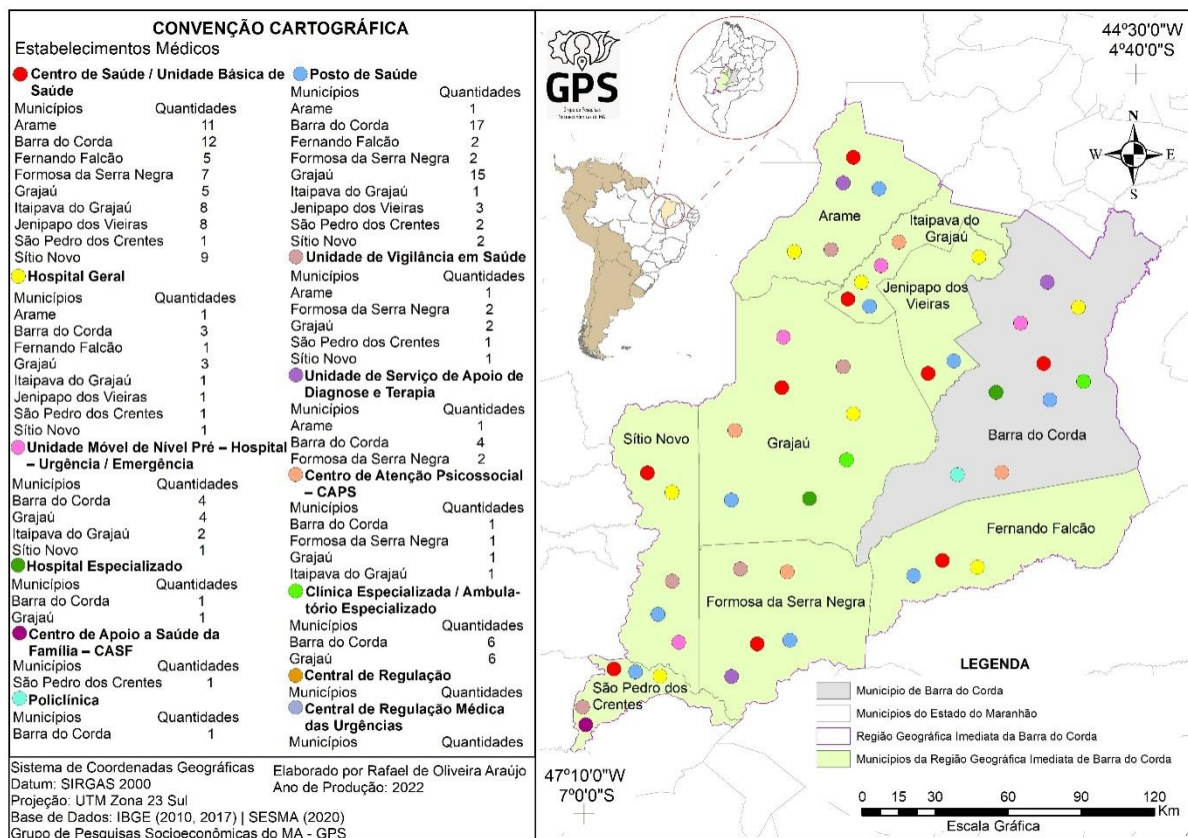 CONVENÇÃO CARTOGRÁFICA
Estabelecimentos Médicos
Centro de Saúde / Unidade Básica de
Saúde
Municípios Quantidades
Arame 11
Barra do Corda 12
Fernando Falcão 5
Formosa da Serra Negra 7
Grajaú 5
Itaipava do Grajaú 8
Jenipapo dos Vieiras 8
São Pedro dos Crentes 1
Sítio Novo 9
Hospital Geral
Municípios Quantidades
Arame 1
Barra do Corda 3
Fernando Falcão 1
Grajaú 3
Itaipava do Grajaú 1
Jenipapo dos Vieiras 1
São Pedro dos Crentes 1
Sítio Novo 1
Unidade Móvel de Nível Pré – Hospital
– Urgência / Emergência
Municípios Quantidades
Barra do Corda 4
Grajaú 4
Itaipava do Grajaú 2
Sítio Novo 1
Hospital Especializado
Municípios Quantidades
Barra do Corda 1
Grajaú 1
Centro de Apoio a Saúde da
Família – CASF
Municípios Quantidades
São Pedro dos Crentes 1
Policlínica
Municípios Quantidades
Barra do Corda 1
Posto de Saúde
Municípios Quantidades
Arame 1
Barra do Corda 17
Fernando Falcão 2
Formosa da Serra Negra 2
Grajaú 15
Itaipava do Grajaú 1
Jenipapo dos Vieiras 3
São Pedro dos Crentes 2
Sítio Novo 2
Unidade de Vigilância em Saúde
Municípios Quantidades
Arame 1
Formosa da Serra Negra 2
Grajaú 2
São Pedro dos Crentes 1
Sítio Novo 1
Unidade de Serviço de Apoio de
Diagnose e Terapia
Municípios Quantidades
Arame 1
Barra do Corda 4
Formosa da Serra Negra 2
Centro de Atenção Psicossocial
– CAPS
Municípios Quantidades
Barra do Corda 1
Formosa da Serra Negra 1
Grajaú 1
Itaipava do Grajaú 1
Clínica Especializada / Ambula-
tório Especializado
Municípios Quantidades
Barra do Corda 6
Grajaú 6
Central de Regulação
Municípios Quantidades
Central de Regulação Médica
das Urgências
Municípios Quantidades
Sistema de Coordenadas Geográficas
Datum: SIRGAS 2000
Projeção: UTM Zona 23 Sul
Base de Dados: IBGE (2010, 2017) | SESMA (2020)
Grupo de Pesquisas Socioeconômicas do MA - GPS
Elaborado por Rafael de Oliveira Araújo
Ano de Produção: 2022
GPS
44º30'0"W
4º40'0"S
N
W E
S
Arame
Itaipava do
Grajaú
Jenipapo dos
Vieiras
Barra do Corda
Grajaú
Sítio Novo
Fernando Falcão
Formosa da Serra Negra
São Pedro dos
Crentes
47º10'0"W
7º0'0"S
LEGENDA
Municipio de Barra do Corda
Municípios do Estado do Maranhão
Região Geográfica Imediata da Barra do Corda
Municípios da Região Geográfica Imediata de Barra do Corda
0 15 30 60 90 120
Km
Escala Gráfica